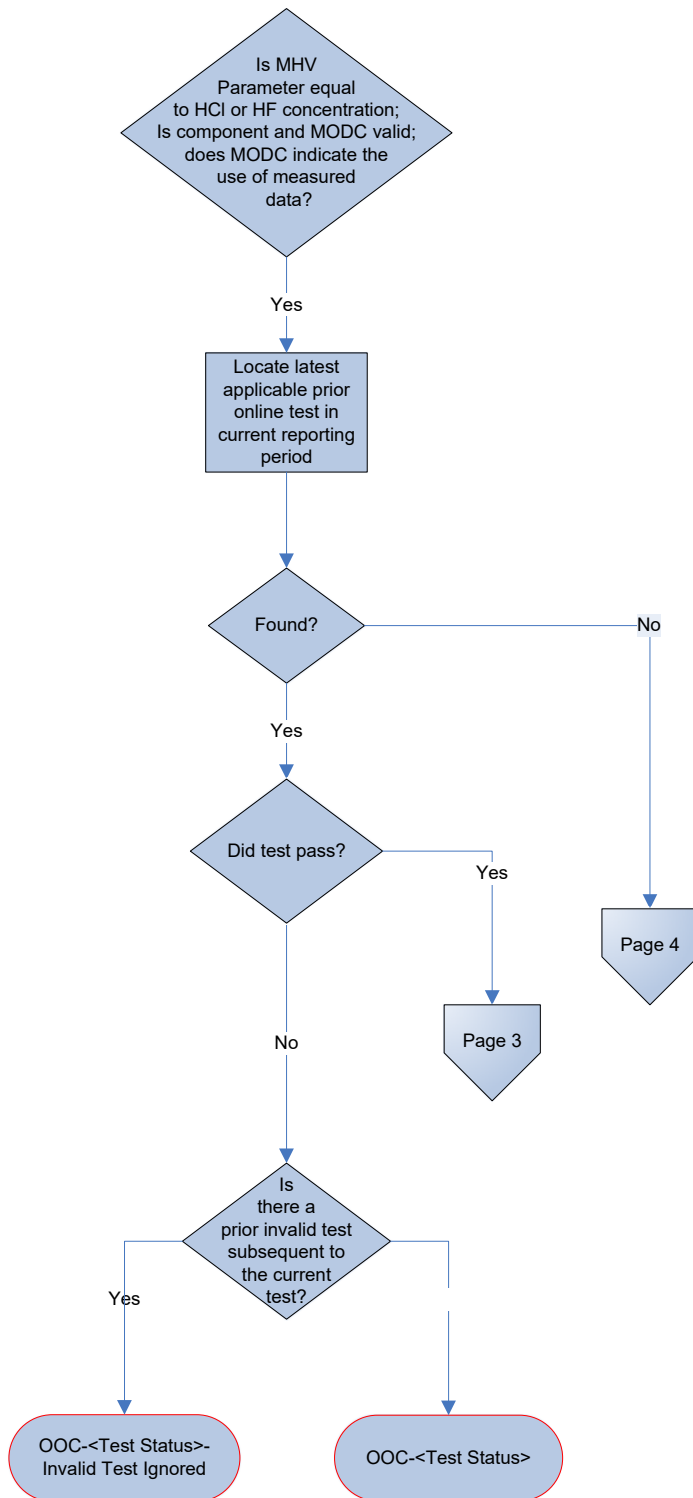 Is MHV
Parameter equal
to HCl or HF concentration;
Is component and MODC valid;
does MODC indicate the
use of measured
data?
Yes
Locate latest
applicable prior
online test in
current reporting
period
Found?
No
Yes
Did test pass?
Yes
Page 4
Page 3
No
Is
there a
prior invalid test
subsequent to
the current
test?
Yes
OOC-<Test Status>-
Invalid Test Ignored
OOC-<Test Status>